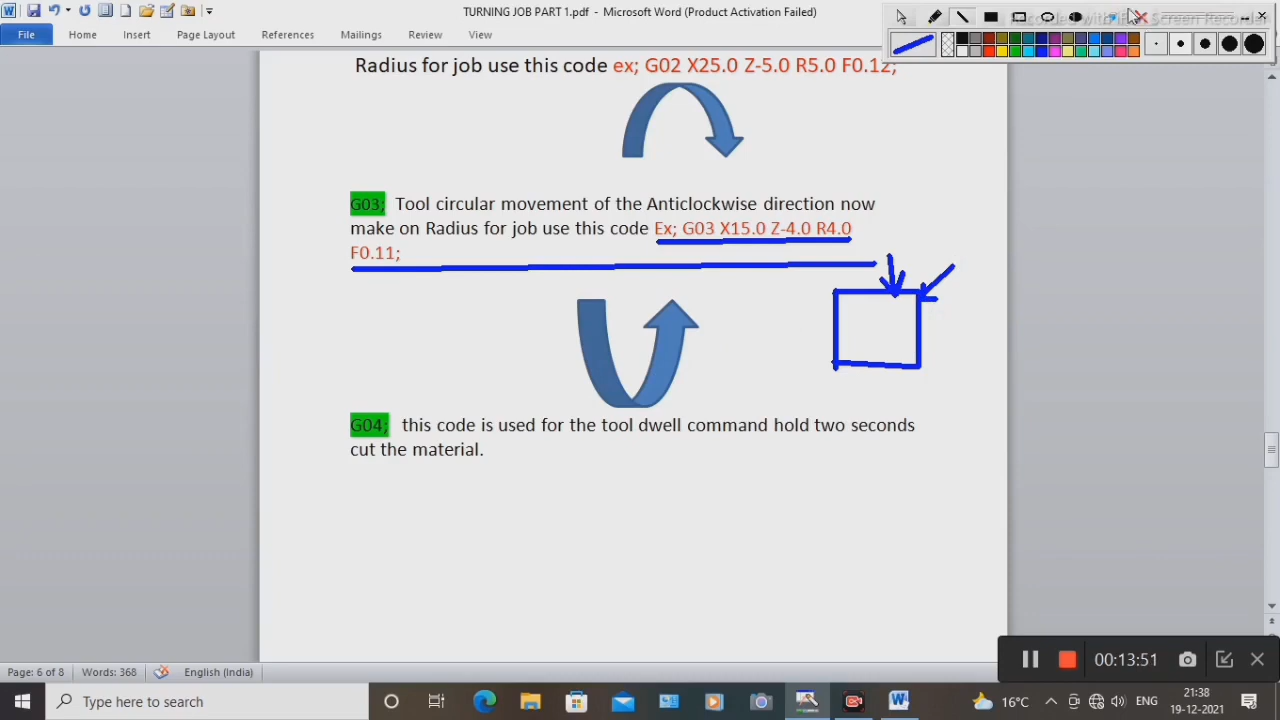 TURNING JOB PART 1.pdf - Microsoft Word (Product Activation Failed)
File Home Insert Page Layout References Mailings Review View
Radius for job use this code ex; G02 X25.0 Z-5.0 R5.0 F0.12;
G03; Tool circular movement of the Anticlockwise direction now
make on Radius for job use this code Ex; G03 X15.0 Z-4.0 R4.0
F0.11;
G04; this code is used for the tool dwell command hold two seconds
cut the material.
00:13:51
Page: 6 of 8 Words: 368 English (India)
Type here to search
16°C ENG
21:38
19-12-2021